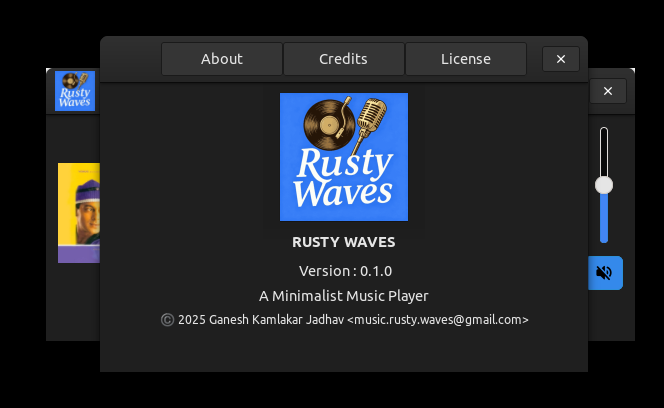 About
Credits
License
Rusty
Waves
Rusty
Waves
RUSTY WAVES
Version : 0.1.0
A Minimalist Music Player
© 2025 Ganesh Kamlakar Jadhav <music.rusty.waves@gmail.com>